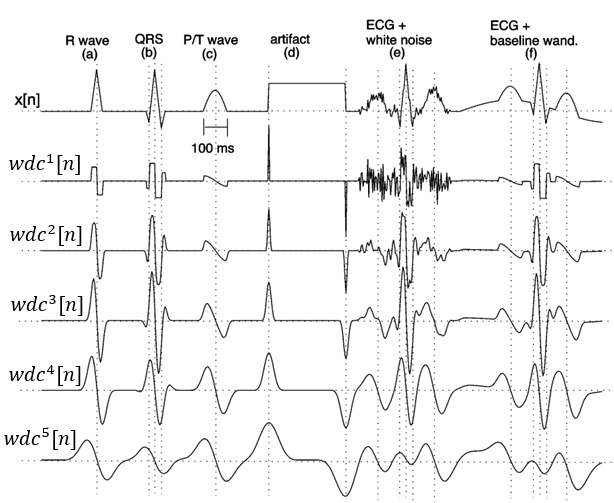 R wave
(a)
QRS
(b)
P/T wave
(c)
artifact
(d)
ECG +
white noise
(e)
ECG +
baseline wand.
(f)
x[n]
100 ms
wdc¹[n]
wdc²[n]
wdc³[n]
wdc⁴[n]
wdc⁵[n]